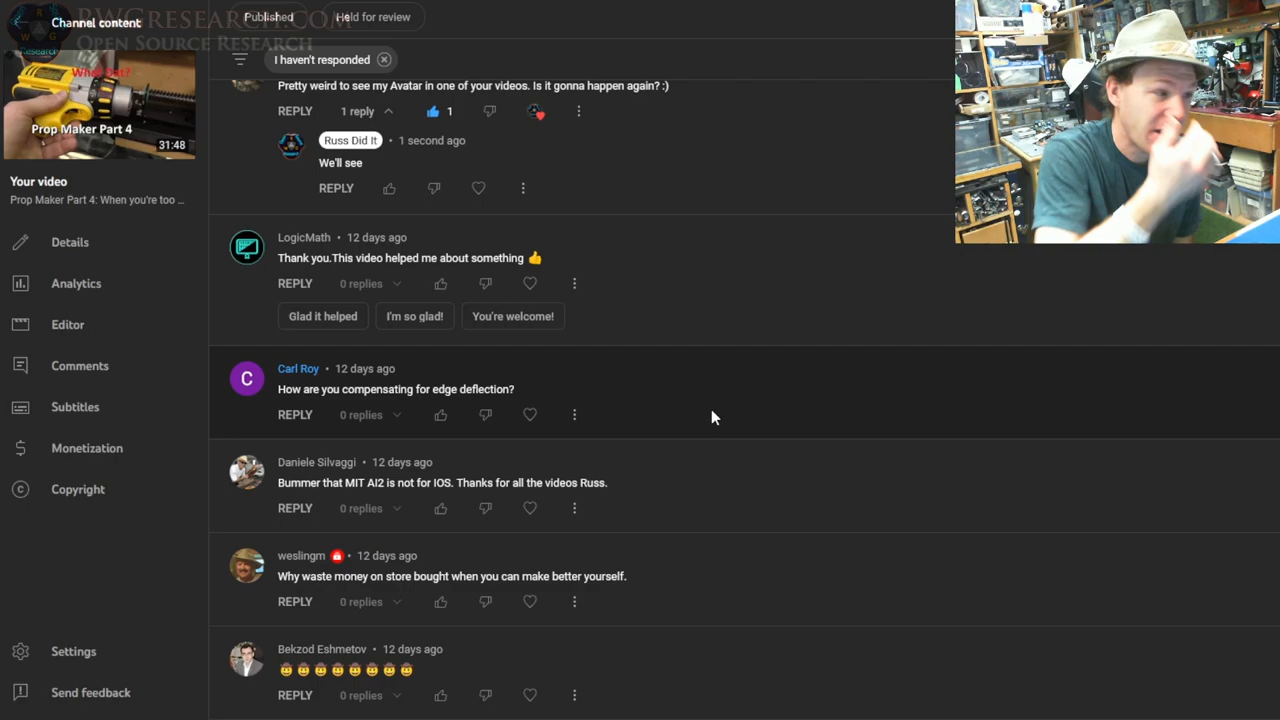 RWGresearch.com
Open Source Research
Channel content
Published
Held for review
I haven't responded
What Bat?
Prop Maker Part 4
31:48
Your video
Prop Maker Part 4: When you're too ...
Details
Analytics
Editor
Comments
Subtitles
Monetization
Copyright
Settings
Send feedback
Pretty weird to see my Avatar in one of your videos. Is it gonna happen again? :)
REPLY 1 reply 1
Russ Did It • 1 second ago
We'll see
REPLY
LogicMath • 12 days ago
Thank you.This video helped me about something 👍
REPLY 0 replies
Glad it helped I'm so glad! You're welcome!
C
Carl Roy • 12 days ago
How are you compensating for edge deflection?
REPLY 0 replies
Daniele Silvaggi • 12 days ago
Bummer that MIT AI2 is not for IOS. Thanks for all the videos Russ.
REPLY 0 replies
weslingm • 12 days ago
Why waste money on store bought when you can make better yourself.
REPLY 0 replies
Bekzod Eshmetov • 12 days ago
🤠🤠🤠🤠🤠🤠🤠🤠
REPLY 0 replies